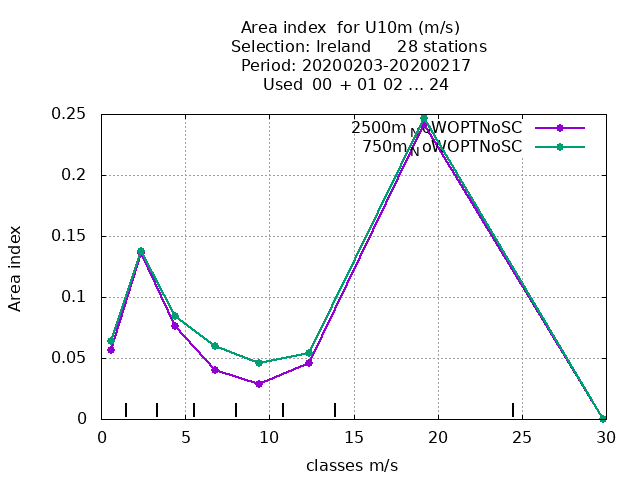 Area index  for U10m (m/s)
Selection: Ireland     28 stations
Period: 20200203-20200217
Used  00  + 01 02 ... 24
2500m NoWOPTNoSC
750m NoWOPTNoSC
0.25
0.2
0.15
0.1
0.05
0
Area index
0 5 10 15 20 25 30
classes m/s